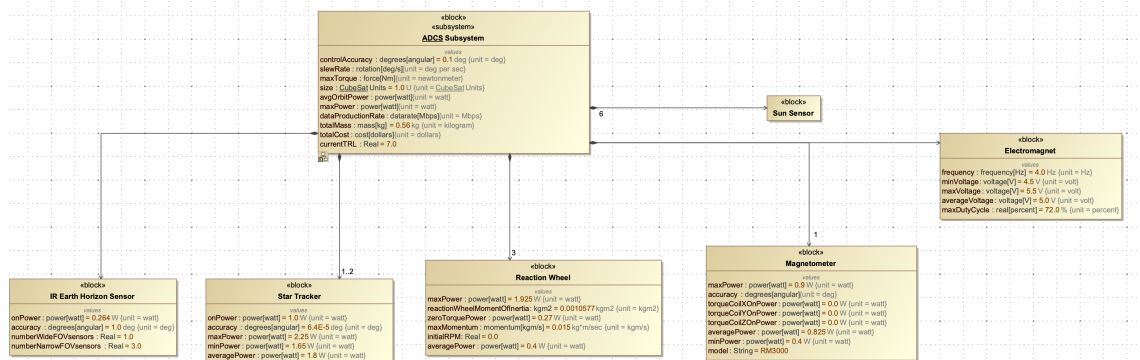 «block»
«subsystem»
ADCS Subsystem
values
controlAccuracy : degrees[angular] = 0.1 deg {unit = deg}
slewRate : rotation[deg/s]{unit = deg per sec}
maxTorque : force[Nm]{unit = newtonmeter}
size : CubeSat Units = 1.0 U {unit = CubeSat Units}
avgOrbitPower : power[watt]{unit = watt}
maxPower : power[watt]{unit = watt}
dataProductionRate : datarate[Mbps]{unit = Mbps}
totalMass : mass[kg] = 0.56 kg {unit = kilogram}
totalCost : cost[dollars]{unit = dollars}
currentTRL : Real = 7.0
6
«block»
Sun Sensor
«block»
Electromagnet
values
frequency : frequency[Hz] = 4.0 Hz {unit = Hz}
minVoltage : voltage[V] = 4.5 V {unit = volt}
maxVoltage : voltage[V] = 5.5 V {unit = volt}
averageVoltage : voltage[V] = 5.0 V {unit = volt}
maxDutyCycle : real[percent] = 72.0 % {unit = percent}
1..2
3
1
«block»
IR Earth Horizon Sensor
values
onPower : power[watt] = 0.264 W {unit = watt}
accuracy : degrees[angular] = 1.0 deg {unit = deg}
numberWideFOVsensors : Real = 1.0
numberNarrowFOVsensors : Real = 3.0
«block»
Star Tracker
values
onPower : power[watt] = 1.0 W {unit = watt}
accuracy : degrees[angular] = 6.4E-5 deg {unit = deg}
maxPower : power[watt] = 2.25 W {unit = watt}
minPower : power[watt] = 1.65 W {unit = watt}
averagePower : power[watt] = 1.8 W {unit = watt}
«block»
Reaction Wheel
values
maxPower : power[watt] = 1.925 W {unit = watt}
reactionWheelMomentOfInertia : kgm2 = 0.0010577 kgm2 {unit = kgm2}
zeroTorquePower : power[watt] = 0.27 W {unit = watt}
maxMomentum : momentum[kgm/s] = 0.015 kg*m/sec {unit = kgm/s}
initialRPM : Real = 0.0
averagePower : power[watt] = 0.4 W {unit = watt}
«block»
Magnetometer
values
maxPower : power[watt] = 0.9 W {unit = watt}
accuracy : degrees[angular]{unit = deg}
torqueCoilXOnPower : power[watt] = 0.0 W {unit = watt}
torqueCoilYOnPower : power[watt] = 0.0 W {unit = watt}
torqueCoilZOnPower : power[watt] = 0.0 W {unit = watt}
averagePower : power[watt] = 0.825 W {unit = watt}
minPower : power[watt] = 0.4 W {unit = watt}
model : String = RM3000